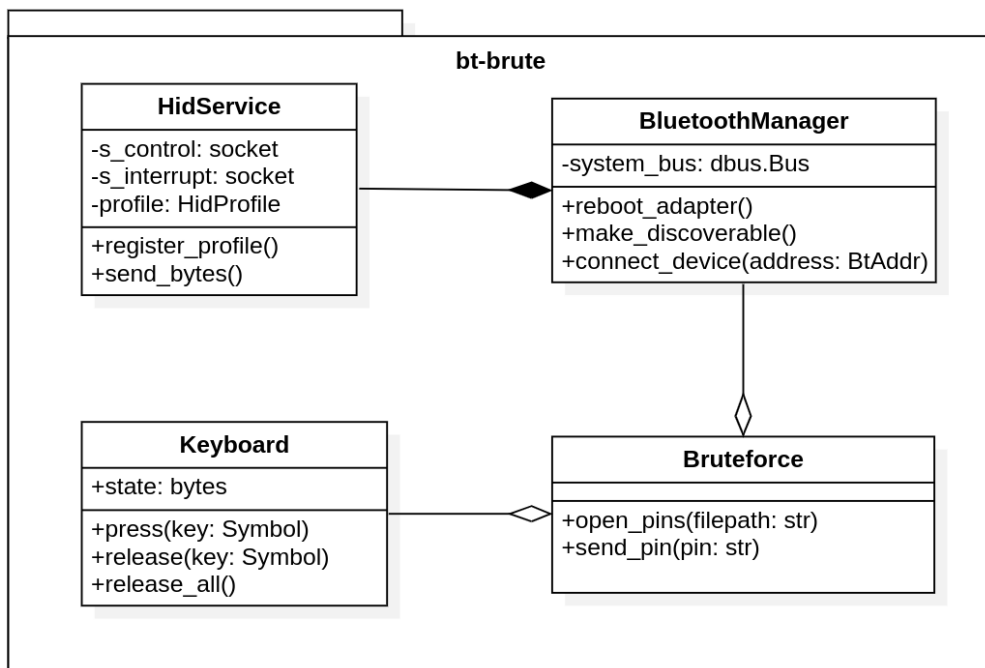 bt-brute
HidService
-s_control: socket
-s_interrupt: socket
-profile: HidProfile
+register_profile()
+send_bytes()
BluetoothManager
-system_bus: dbus.Bus
+reboot_adapter()
+make_discoverable()
+connect_device(address: BtAddr)
Keyboard
+state: bytes
+press(key: Symbol)
+release(key: Symbol)
+release_all()
Bruteforce
+open_pins(filepath: str)
+send_pin(pin: str)